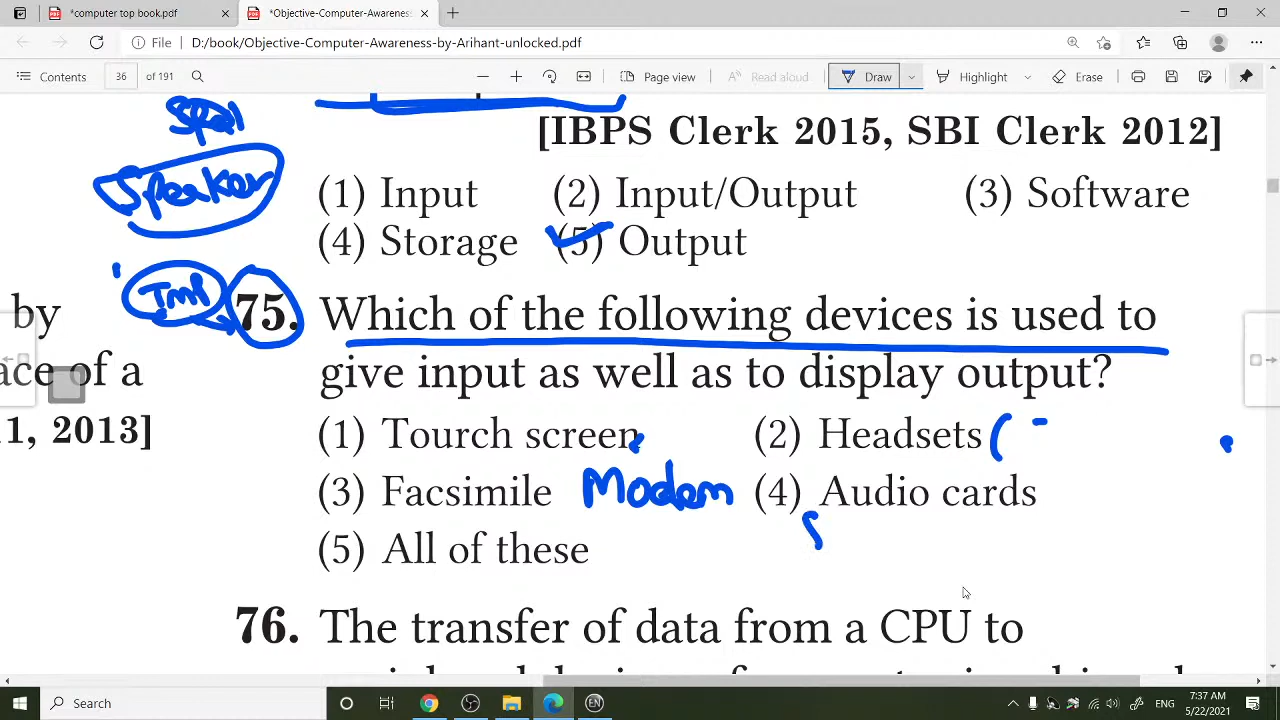 *computer top book.pdf
*Objective-Computer-Awareness-
File D:/book/Objective-Computer-Awareness-by-Arihant-unlocked.pdf
Contents 36 of 191 Page view Read aloud Draw Highlight Erase
[IBPS Clerk 2015, SBI Clerk 2012]
Speaker
(1) Input (2) Input/Output (3) Software
(4) Storage (5) Output
by
ace of a
11, 2013]
Imp
75. Which of the following devices is used to
give input as well as to display output?
(1) Tourch screen (2) Headsets
(3) Facsimile Modem (4) Audio cards
(5) All of these
76. The transfer of data from a CPU to
Search
EN
ENG
7:37 AM
5/22/2021